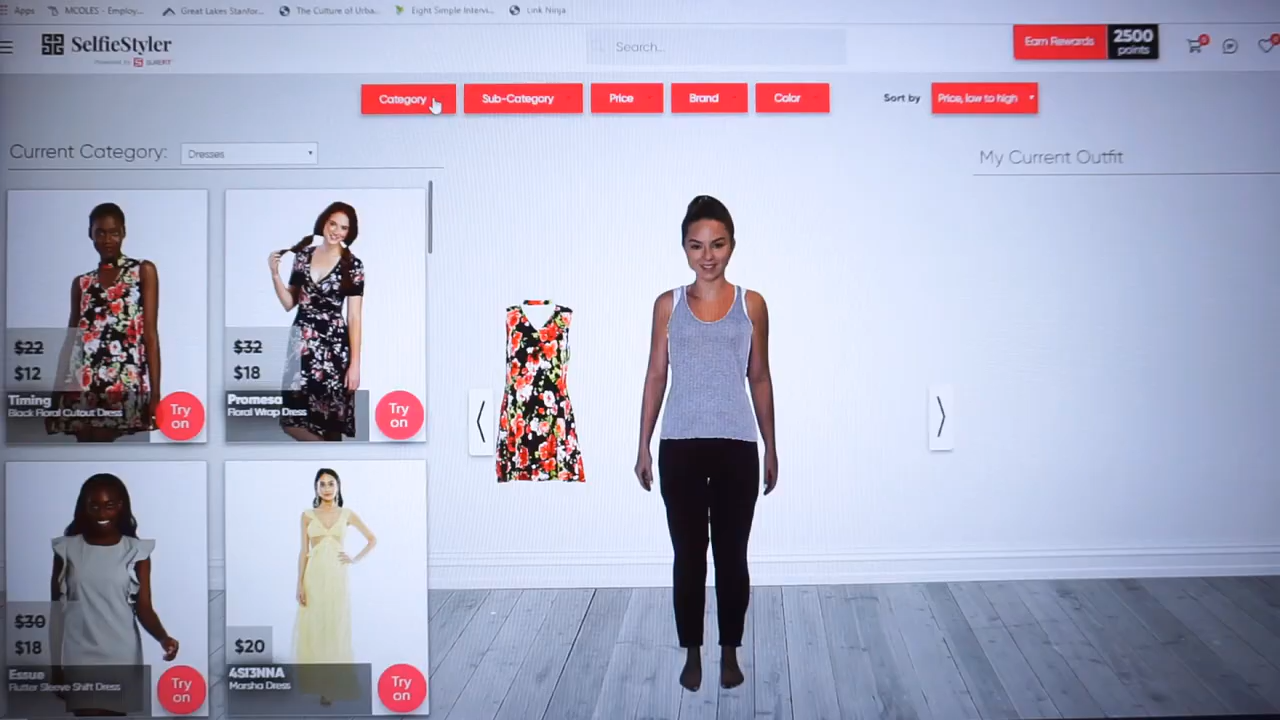 Apps
MCOLES - Employ...
Great Lakes Stanfor...
The Culture of Urba...
Eight Simple Intervi...
Link Ninja
SelfieStyler
Powered by
Search...
Earn Rewards
2500 points
Category
Sub-Category
Price
Brand
Color
Sort by
Price, low to high
Current Category:
Dresses
My Current Outfit
$22
$12
Timing
Black Floral Cutout Dress
Try on
$32
$18
Promesa
Floral Wrap Dress
Try on
$30
$18
Essue
Flutter Sleeve Shift Dress
Try on
$20
4SI3NNA
Marsha Dress
Try on